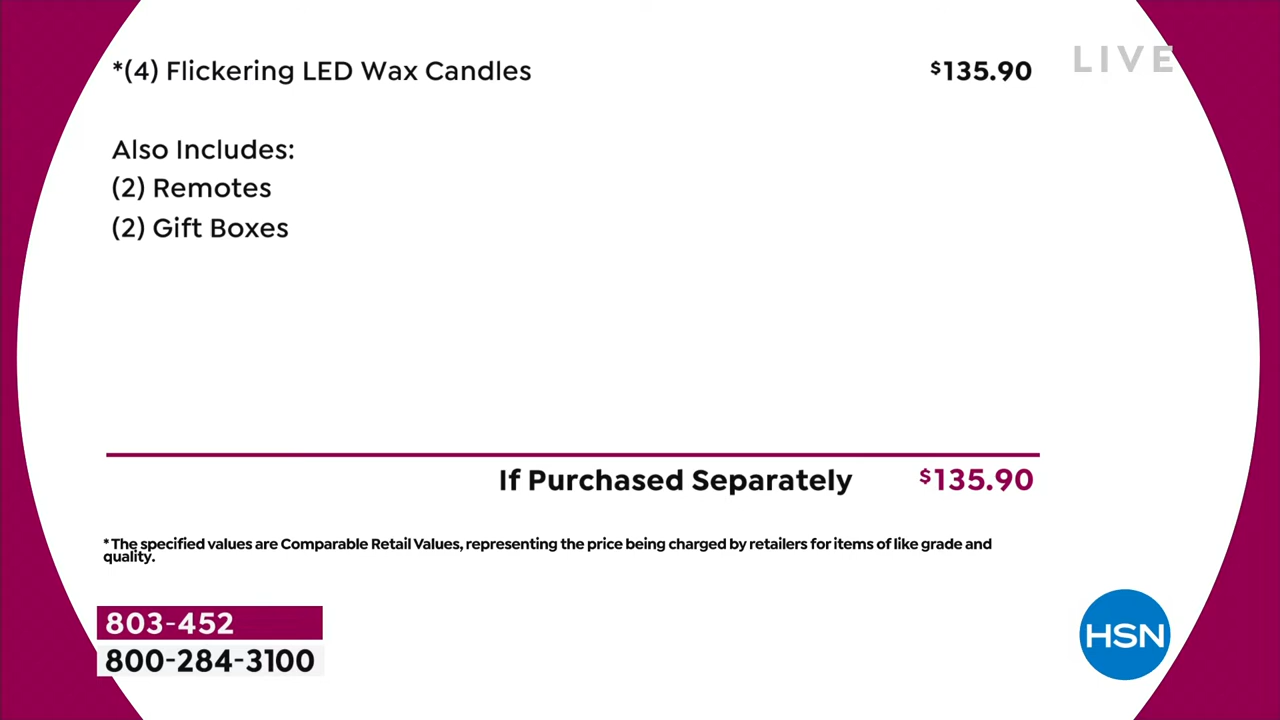 *(4) Flickering LED Wax Candles $135.90
LIVE
Also Includes:
(2) Remotes
(2) Gift Boxes
If Purchased Separately $135.90
*The specified values are Comparable Retail Values, representing the price being charged by retailers for items of like grade and
quality.
803-452
800-284-3100
HSN